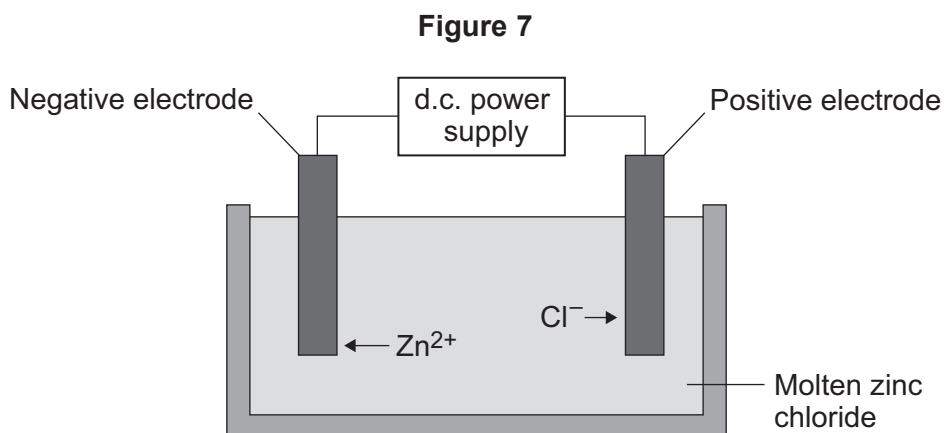 Figure 7
Negative electrode
d.c. power
supply
Positive electrode
Cl⁻
Zn²⁺
Molten zinc
chloride